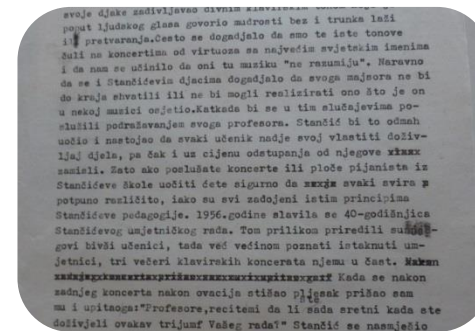 svoje djake zadivljavao divnim klavirskim
poput ljudskog glasa govorio mudrosti bez i trunka laži
ili pretvaranja.Često se dogadjalo da smo te iste tonove
čuli na koncertima od virtuoza sa najvećim svjetskim imenima
i da nam se učinilo da oni tu muziku "ne razumiju". Naravno
da se i Stančićevim djacima dogadjalo da svoga majsora ne bi
do kraja shvatili ili ne bi mogli realizirati ono što je on
u nekoj muzici osjetio.Katkada bi se u tim slučajevima po-
služili podražavanjem svoga profesora. Stančić bi to odmah
uočio i nastojao da svaki učenik nadje svoj vlastiti doživ-
ljaj djela, pa čak i uz cijenu odstupanja od njegove
zamisli. Zato ako poslušate koncerte ili ploče pijanista iz
Stančićeve škole uočiti ćete sigurno da svaki svira
potpuno različito, iako su svi zadojeni istim principima
Stančićeve pedagogije. 1956.godine slavila se 40-godišnjica
Stančićevog umjetničkog rada. Tom prilikom priredili su
govi bivši učenici, tada već većinom poznati istaknuti um-
jetnici, tri večeri klavirskih koncerata njemu u čast.
Kada se nakon
zadnjeg koncerta nakon ovacija stišao pljesak prišao sam
mu i upitao:"Profesore,recite mi da li ste sada sretni kada ste
doživjeli ovakav trijumf Vašeg rada?" Stančić se nasmješio